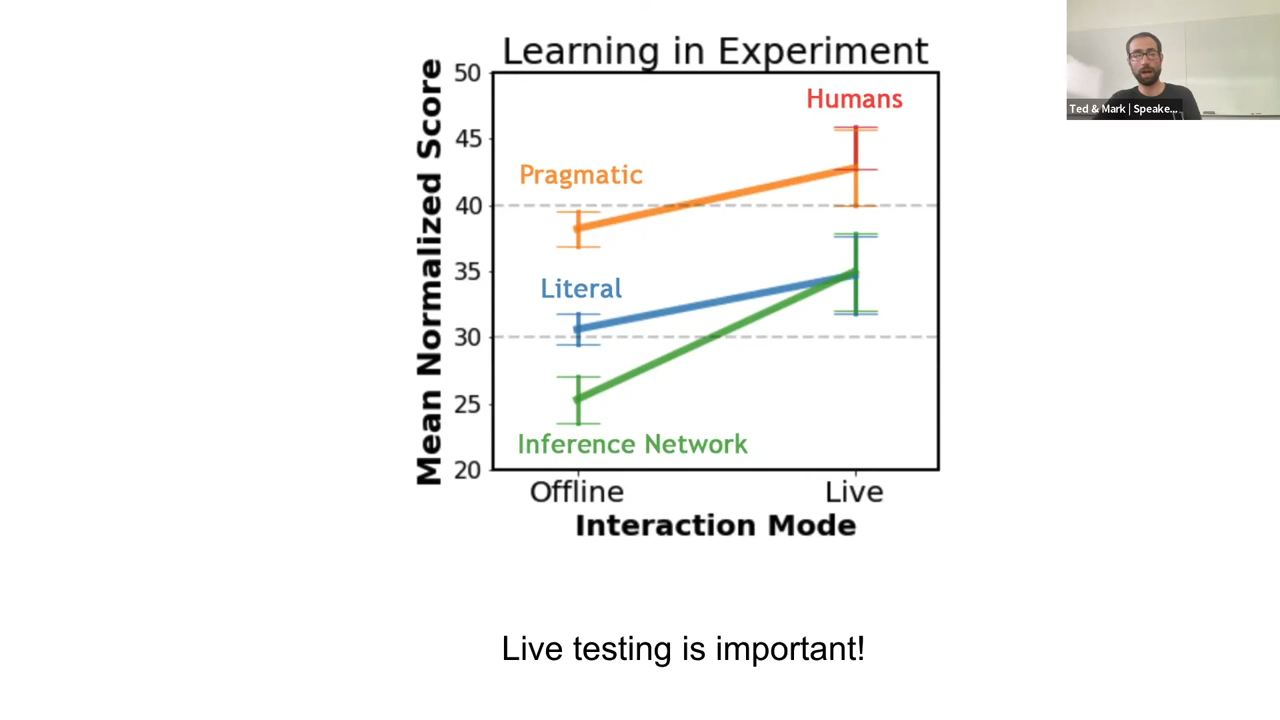 Learning in Experiment
Mean Normalized Score
50
45
40
35
30
25
20
Humans
Pragmatic
Literal
Inference Network
Offline
Live
Interaction Mode
Live testing is important!
Ted & Mark | Speake...